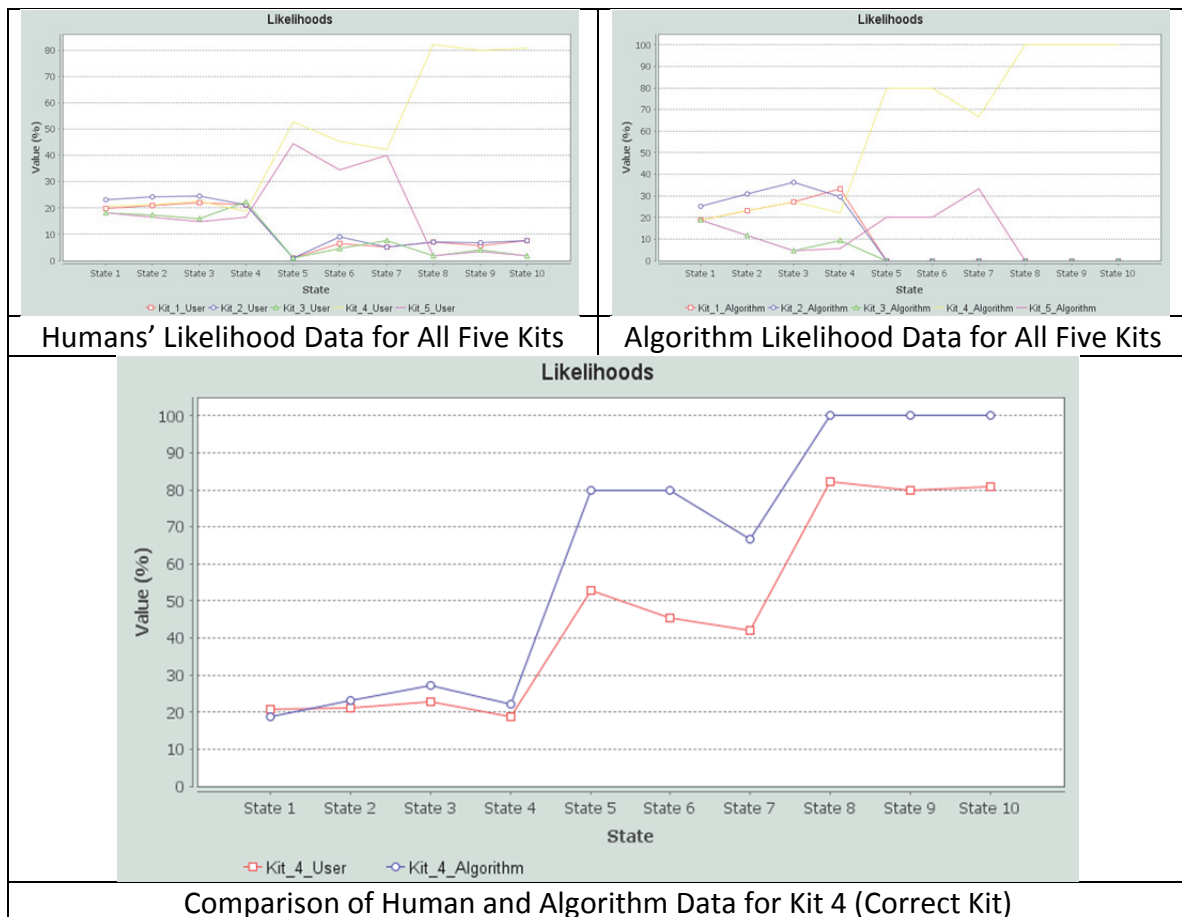 Likelihoods
80
70
60
50
40
30
20
10
0
Value (%)
State 1 State 2 State 3 State 4 State 5 State 6 State 7 State 8 State 9 State 10
State
Kit_1_User Kit_2_User Kit_3_User Kit_4_User Kit_5_User
Humans’ Likelihood Data for All Five Kits
Likelihoods
100
90
80
70
60
50
40
30
20
10
0
Value (%)
State 1 State 2 State 3 State 4 State 5 State 6 State 7 State 8 State 9 State 10
State
Kit_1_Algorithm Kit_2_Algorithm Kit_3_Algorithm Kit_4_Algorithm Kit_5_Algorithm
Algorithm Likelihood Data for All Five Kits
Likelihoods
100
90
80
70
60
50
40
30
20
10
0
Value (%)
State 1 State 2 State 3 State 4 State 5 State 6 State 7 State 8 State 9 State 10
State
Kit_4_User Kit_4_Algorithm
Comparison of Human and Algorithm Data for Kit 4 (Correct Kit)